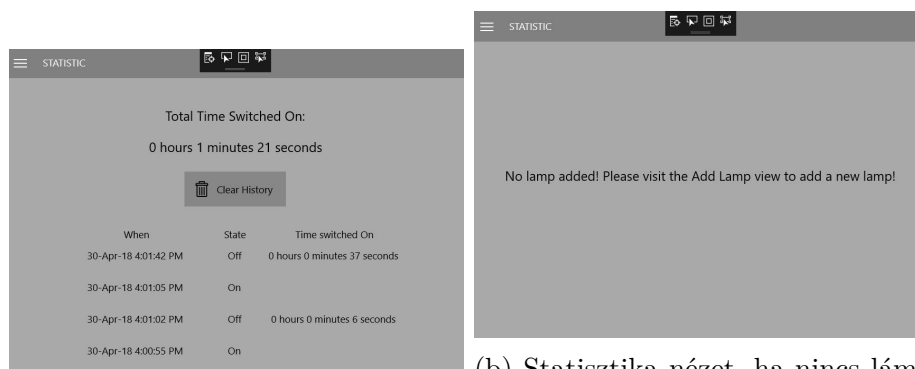 STATISTIC
Total Time Switched On:
0 hours 1 minutes 21 seconds
Clear History
When State Time switched On
30-Apr-18 4:01:42 PM Off 0 hours 0 minutes 37 seconds
30-Apr-18 4:01:05 PM On
30-Apr-18 4:01:02 PM Off 0 hours 0 minutes 6 seconds
30-Apr-18 4:00:55 PM On
STATISTIC
No lamp added! Please visit the Add Lamp view to add a new lamp!
(b) Statisztika nézet, ha nincs lám